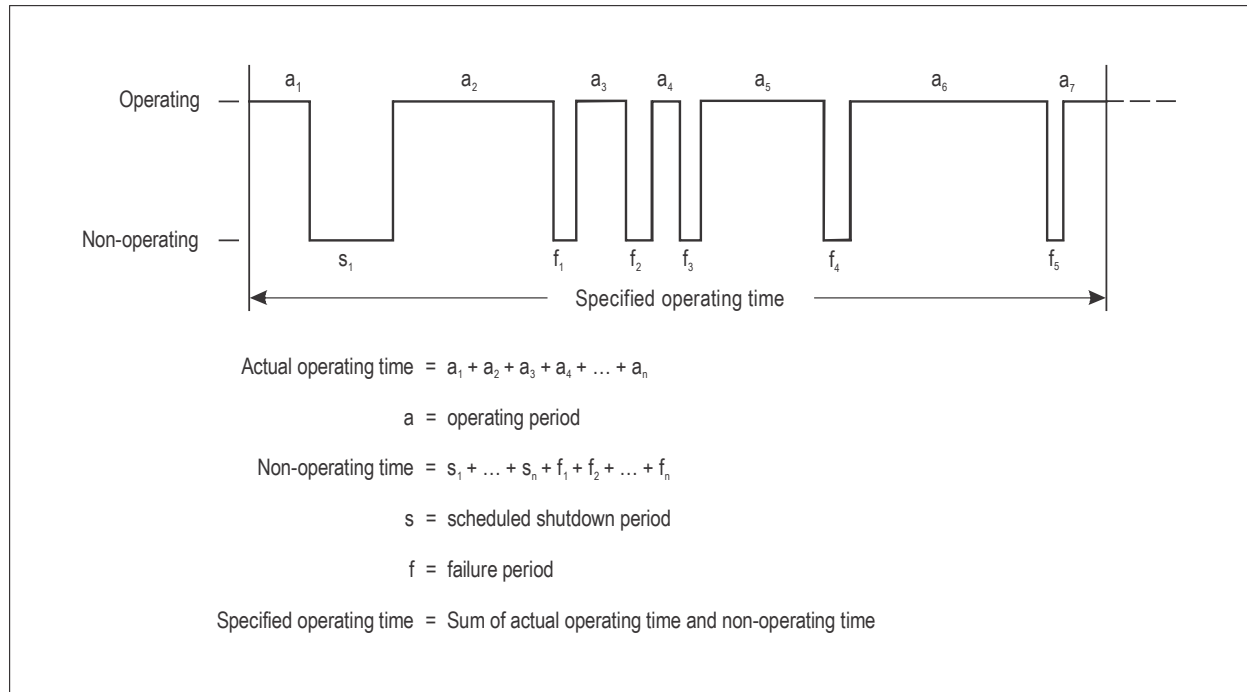 a₁ a₂ a₃ a₄ a₅ a₆ a₇
Operating
Non-operating
s₁ f₁ f₂ f₃ f₄ f₅
Specified operating time
Actual operating time = a₁ + a₂ + a₃ + a₄ + … + aₙ
a = operating period
Non-operating time = s₁ + … + sₙ + f₁ + f₂ + … + fₙ
s = scheduled shutdown period
f = failure period
Specified operating time = Sum of actual operating time and non-operating time